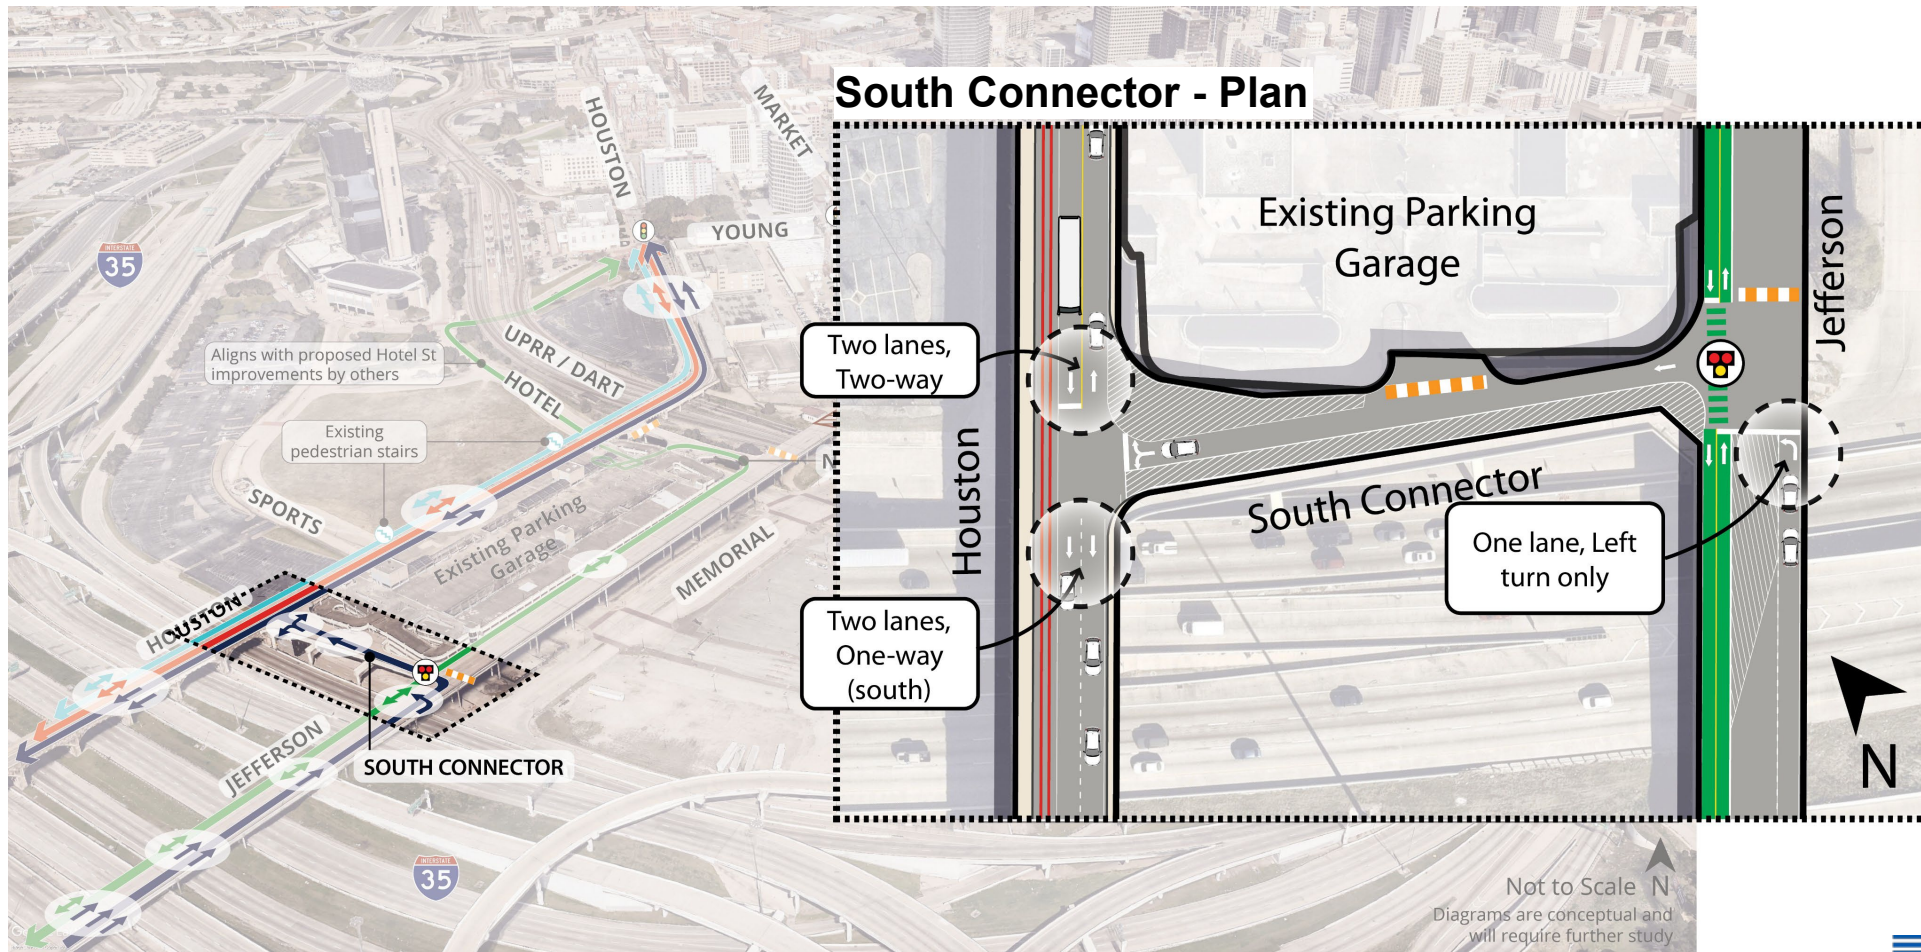 South Connector - Plan
HOUSTON
MARKET
YOUNG
INTERSTATE
35
UPRR / DART
Aligns with proposed Hotel St
improvements by others
HOTEL
Existing
pedestrian stairs
N
SPORTS
Existing Parking
Garage
MEMORIAL
HOUSTON
JEFFERSON
SOUTH CONNECTOR
INTERSTATE
35
Existing Parking
Garage
Jefferson
Two lanes,
Two-way
Houston
South Connector
One lane, Left
turn only
Two lanes,
One-way
(south)
N
Not to Scale N
Diagrams are conceptual and
will require further study